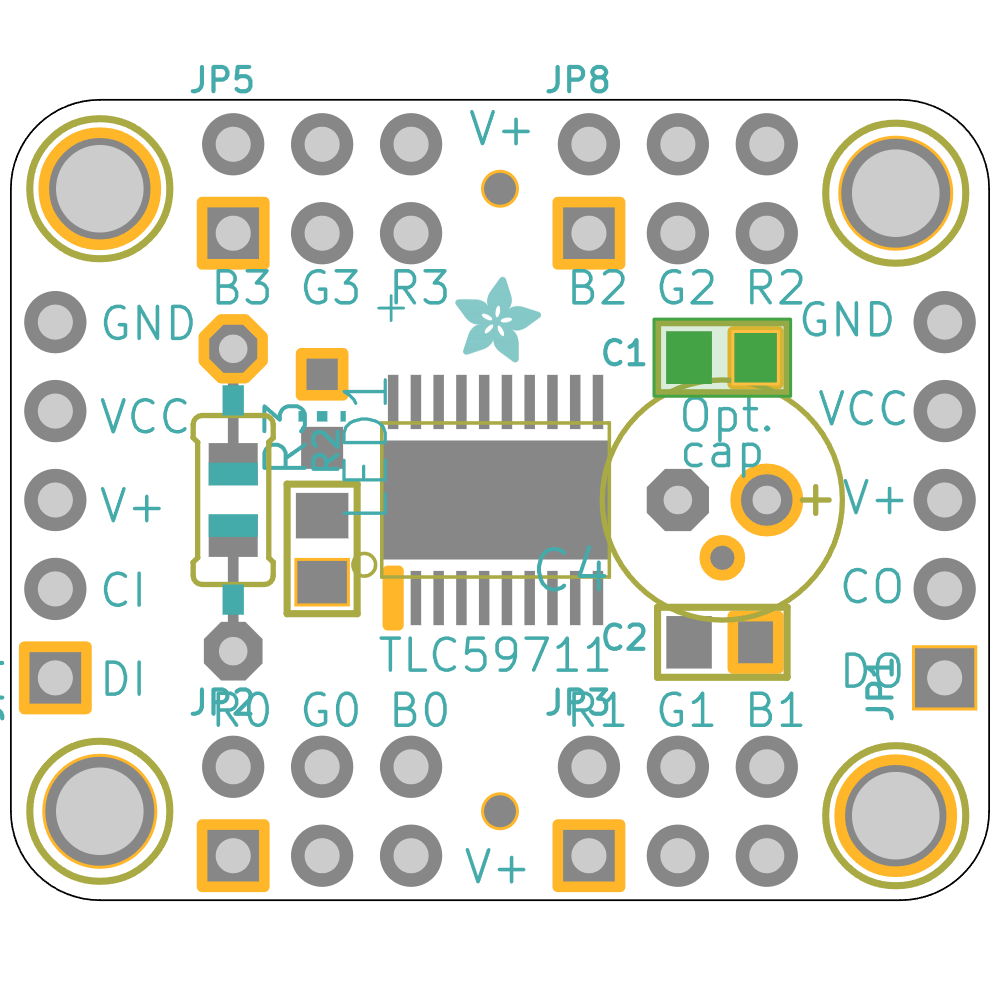 JP5
JP8
V+
B3 G3 R3
B2 G2 R2
GND
GND
C1
VCC
VCC
Opt.
cap
R3
R2
LED1
V+
+
V+
C4
CI
CO
TLC59711
C2
DI
DO
JP1
JP2
JP3
R0 G0 B0
R1 G1 B1
V+